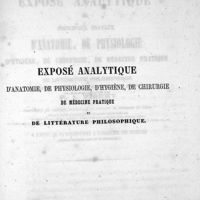 EXPOSÉ ANALYTIQUE
D'ANATOMIE, DE PHYSIOLOGIE, D'HYGIÈNE, DE CHIRURGIE
DE MÉDECINE PRATIQUE
ET
DE LITTÉRATURE PHILOSOPHIQUE.